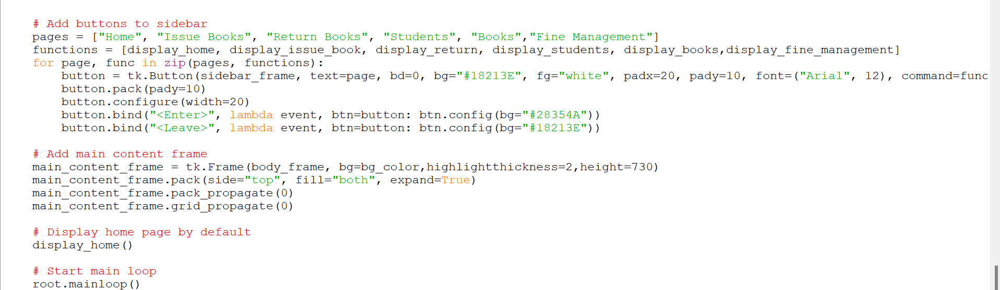 # Add buttons to sidebar
pages = ["Home", "Issue Books", "Return Books", "Students", "Books","Fine Management"]
functions = [display_home, display_issue_book, display_return, display_students, display_books,display_fine_management]
for page, func in zip(pages, functions):
    button = tk.Button(sidebar_frame, text=page, bd=0, bg="#18213E", fg="white", padx=20, pady=10, font=("Arial", 12), command=func
    button.pack(pady=10)
    button.configure(width=20)
    button.bind("<Enter>", lambda event, btn=button: btn.config(bg="#28354A"))
    button.bind("<Leave>", lambda event, btn=button: btn.config(bg="#18213E"))
# Add main content frame
main_content_frame = tk.Frame(body_frame, bg=bg_color,highlightthickness=2,height=730)
main_content_frame.pack(side="top", fill="both", expand=True)
main_content_frame.pack_propagate(0)
main_content_frame.grid_propagate(0)
# Display home page by default
display_home()
# Start main loop
root.mainloop()